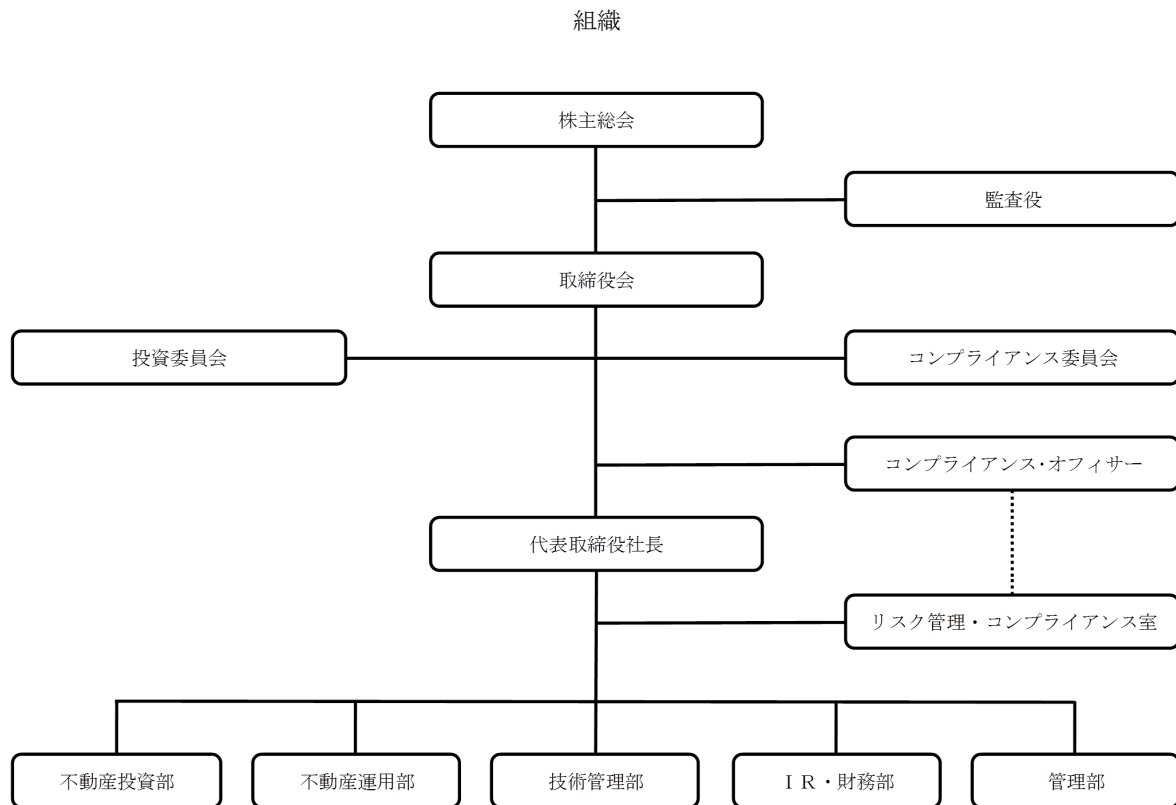 組織
株主総会
監査役
取締役会
投資委員会
コンプライアンス委員会
コンプライアンス・オフィサー
代表取締役社長
リスク管理・コンプライアンス室
不動産投資部
不動産運用部
技術管理部
ＩＲ・財務部
管理部